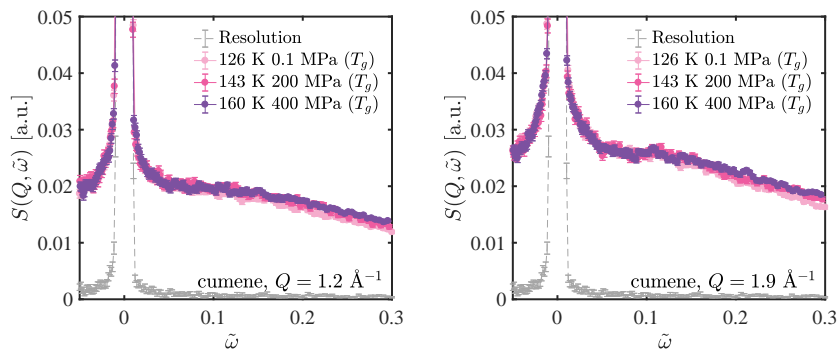 0.05
0.04
0.03
0.02
0.01
0
S(Q, ω̃) [a.u.]
Resolution
126 K 0.1 MPa (T_g)
143 K 200 MPa (T_g)
160 K 400 MPa (T_g)
cumene, Q = 1.2 Å⁻¹
0 0.1 0.2 0.3
ω̃
0.05
0.04
0.03
0.02
0.01
0
S(Q, ω̃) [a.u.]
Resolution
126 K 0.1 MPa (T_g)
143 K 200 MPa (T_g)
160 K 400 MPa (T_g)
cumene, Q = 1.9 Å⁻¹
0 0.1 0.2 0.3
ω̃